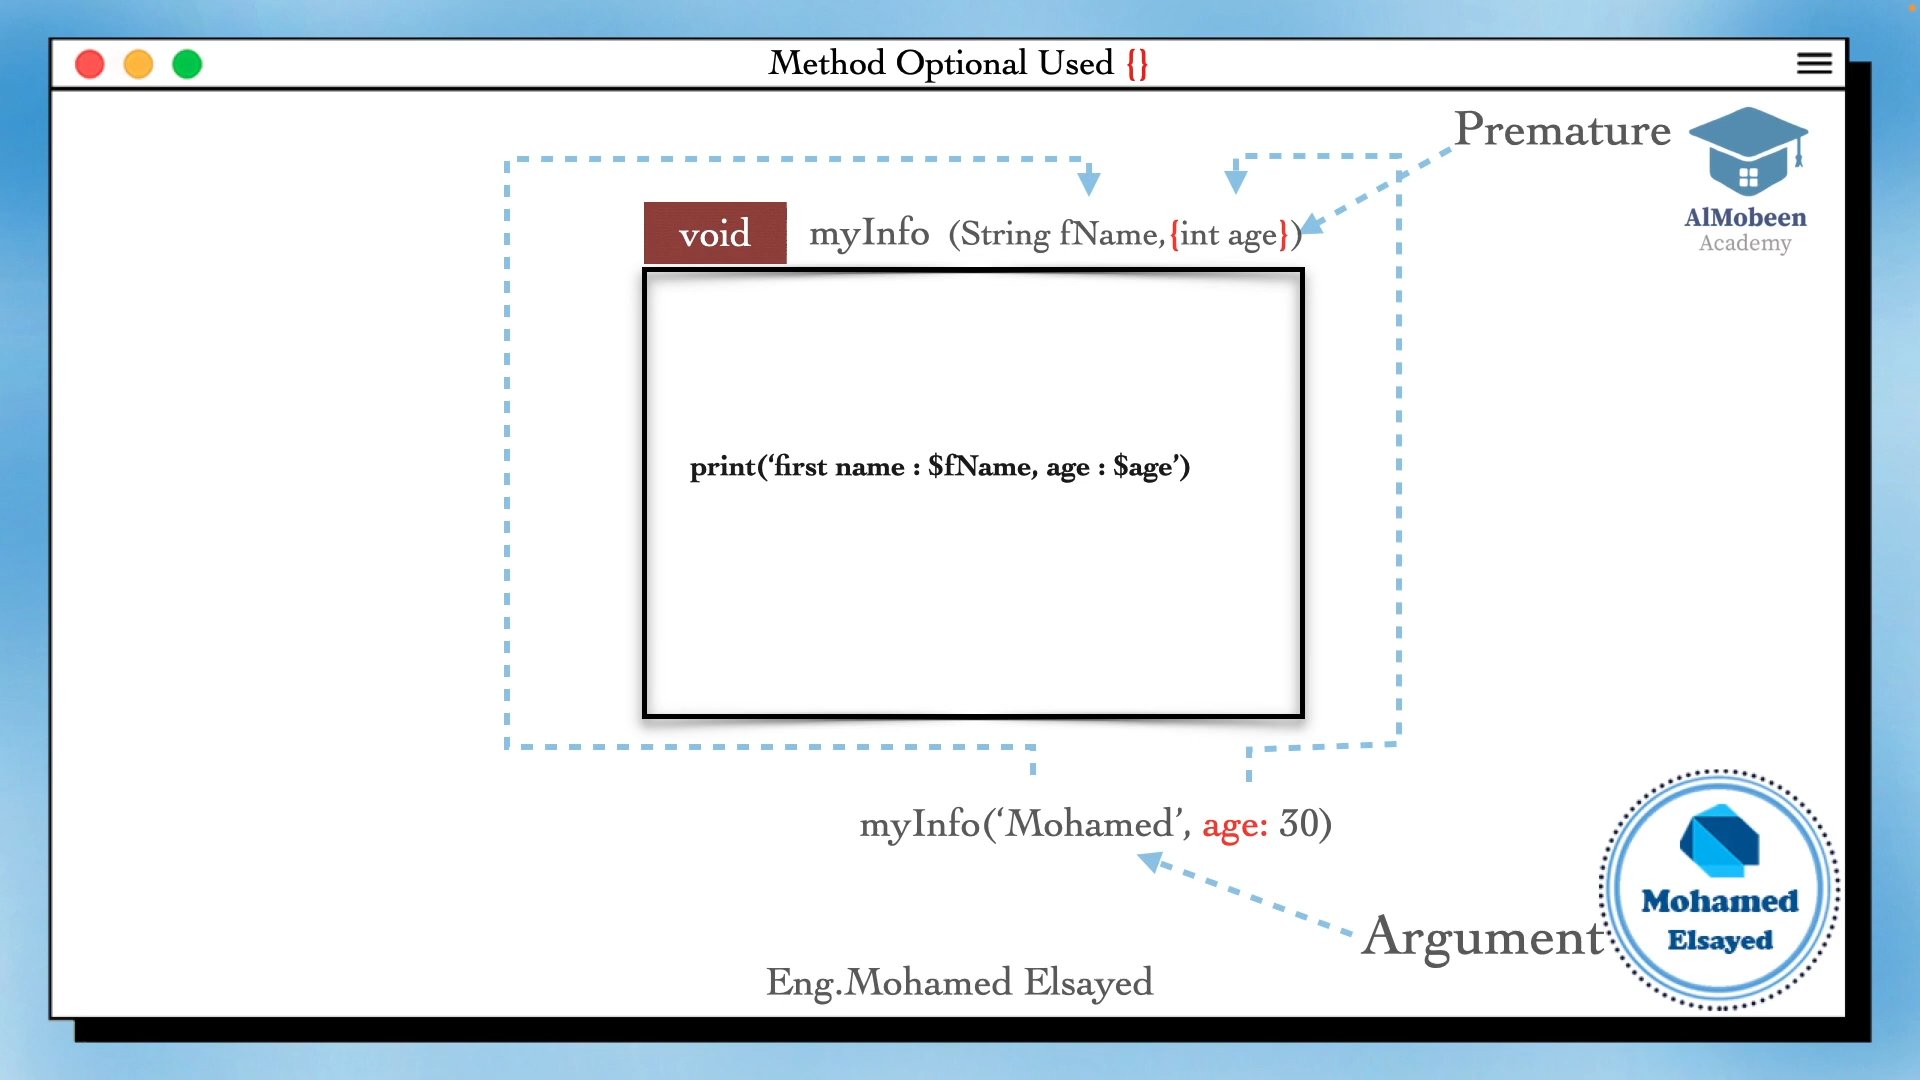 Method Optional Used {}
Premature
AlMobeen
Academy
void myInfo (String fName,{int age})
print(‘first name : $fName, age : $age’)
myInfo(‘Mohamed’, age: 30)
Argument
Mohamed
Elsayed
Eng.Mohamed Elsayed